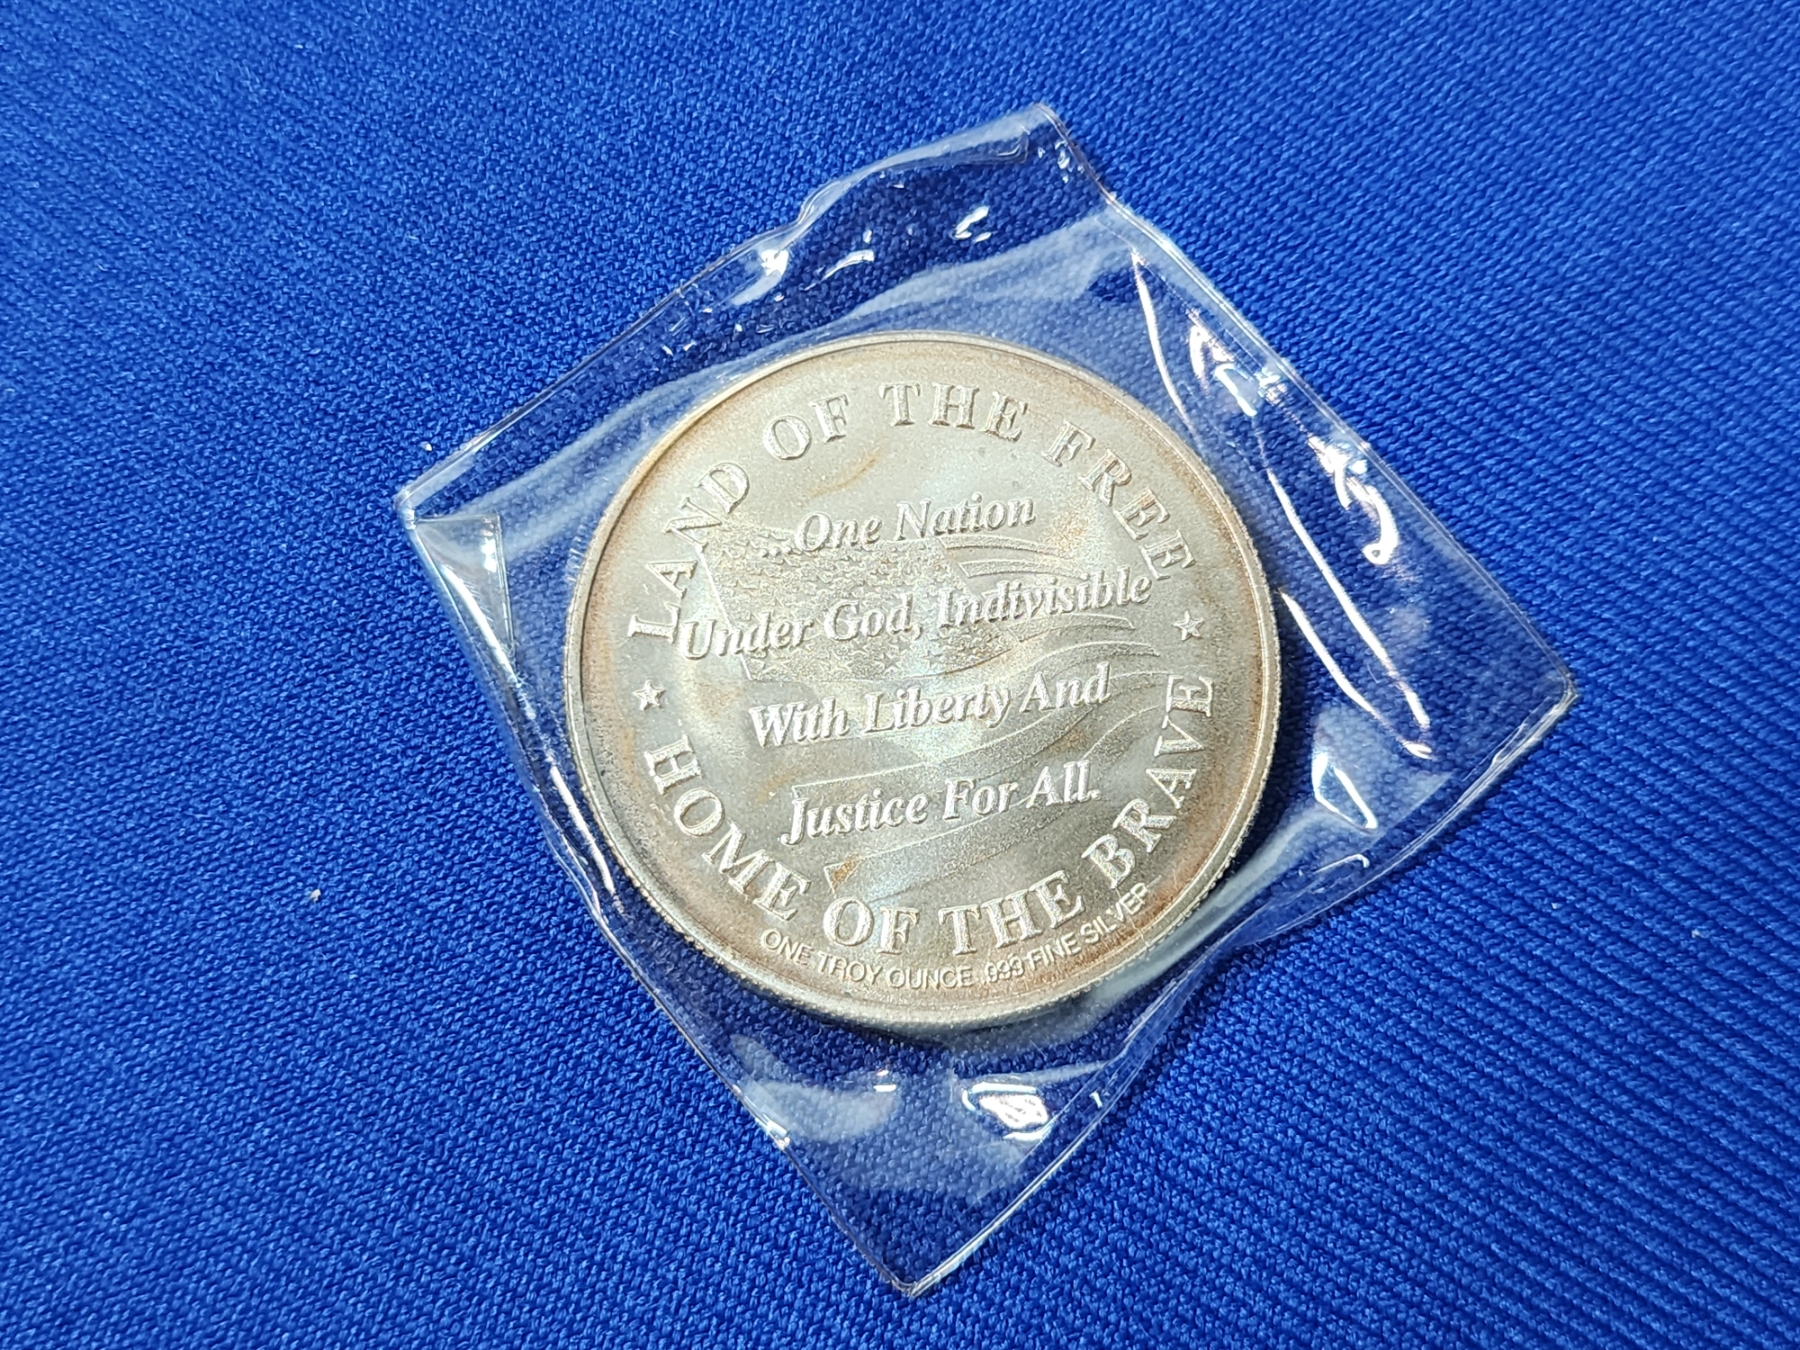 LAND OF THE FREE
...One Nation
Under God, Indivisible
With Liberty And
Justice For All.
HOME OF THE BRAVE
ONE TROY OUNCE .999 FINE SILVER